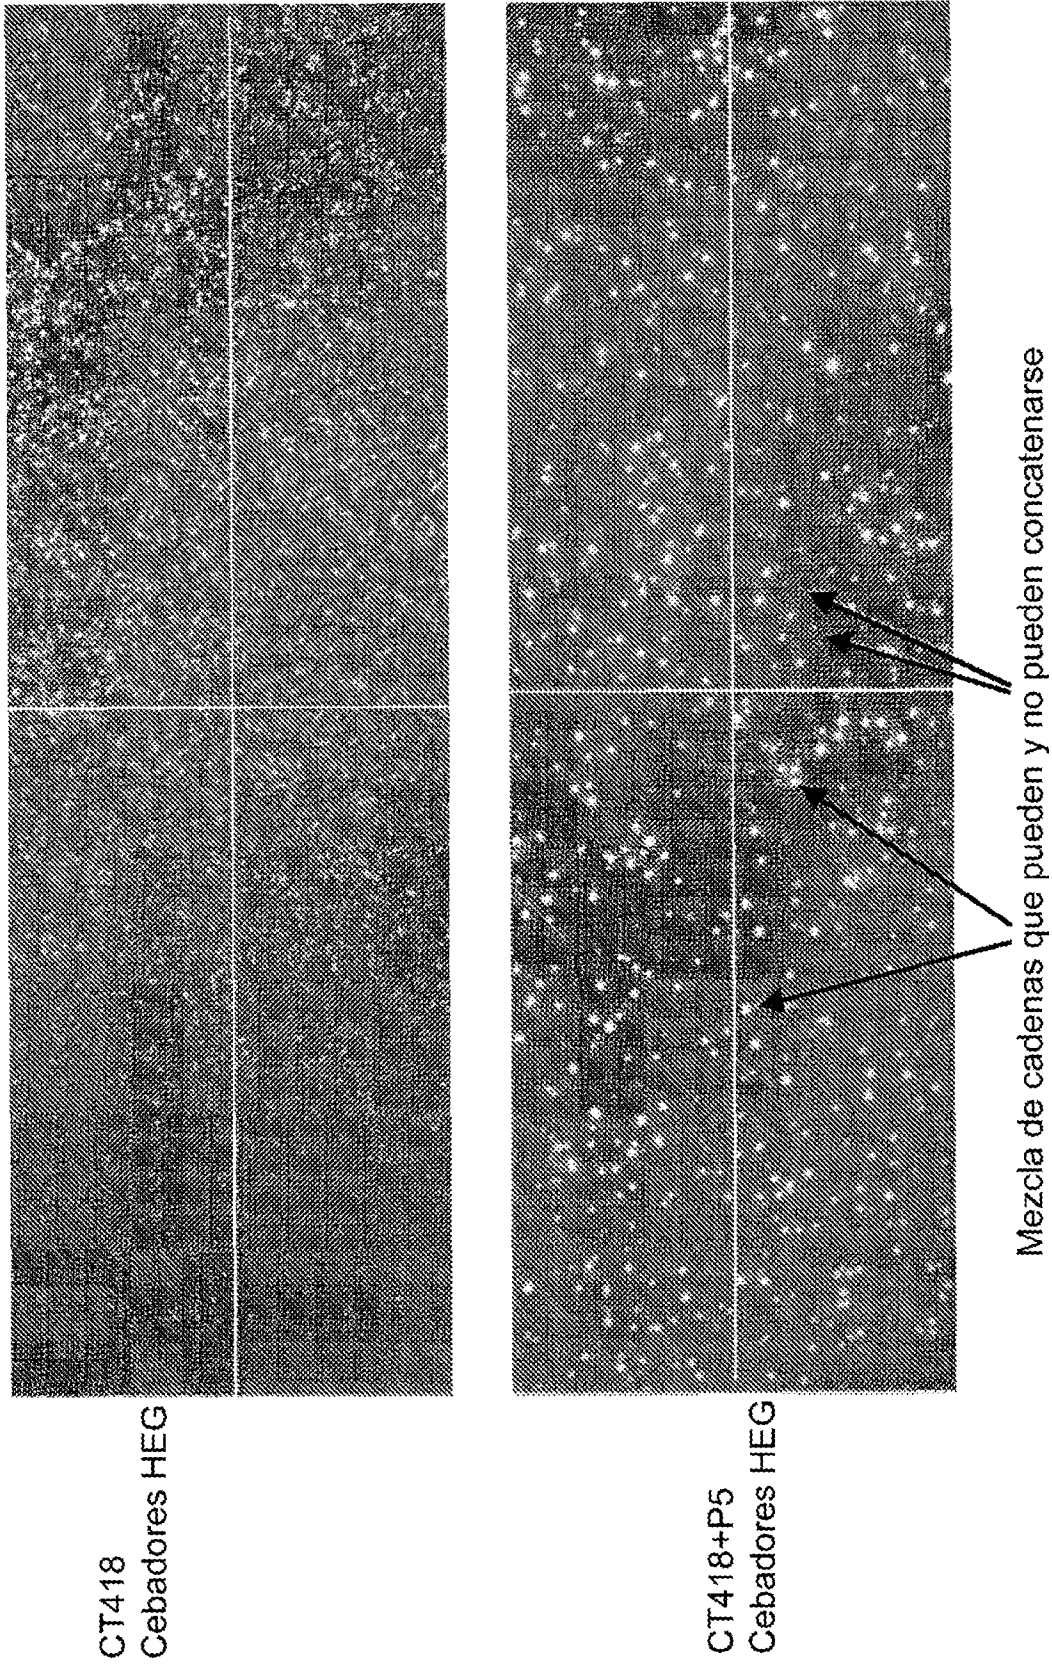 CT418
Cebadores HEG
CT418+P5
Cebadores HEG
Mezcla de cadenas que pueden y no pueden concatenarse